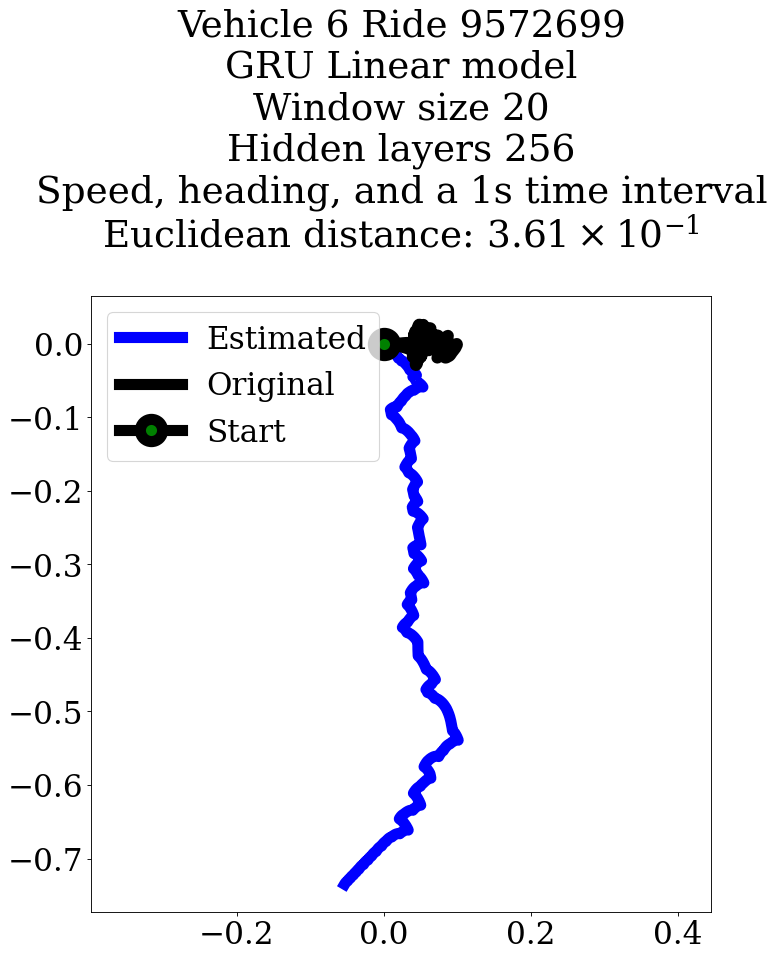 Vehicle 6 Ride 9572699
GRU Linear model
Window size 20
Hidden layers 256
Speed, heading, and a 1s time interval
Euclidean distance: 3.61 × 10⁻¹
Estimated
Original
Start
0.0
−0.1
−0.2
−0.3
−0.4
−0.5
−0.6
−0.7
−0.2 0.0 0.2 0.4